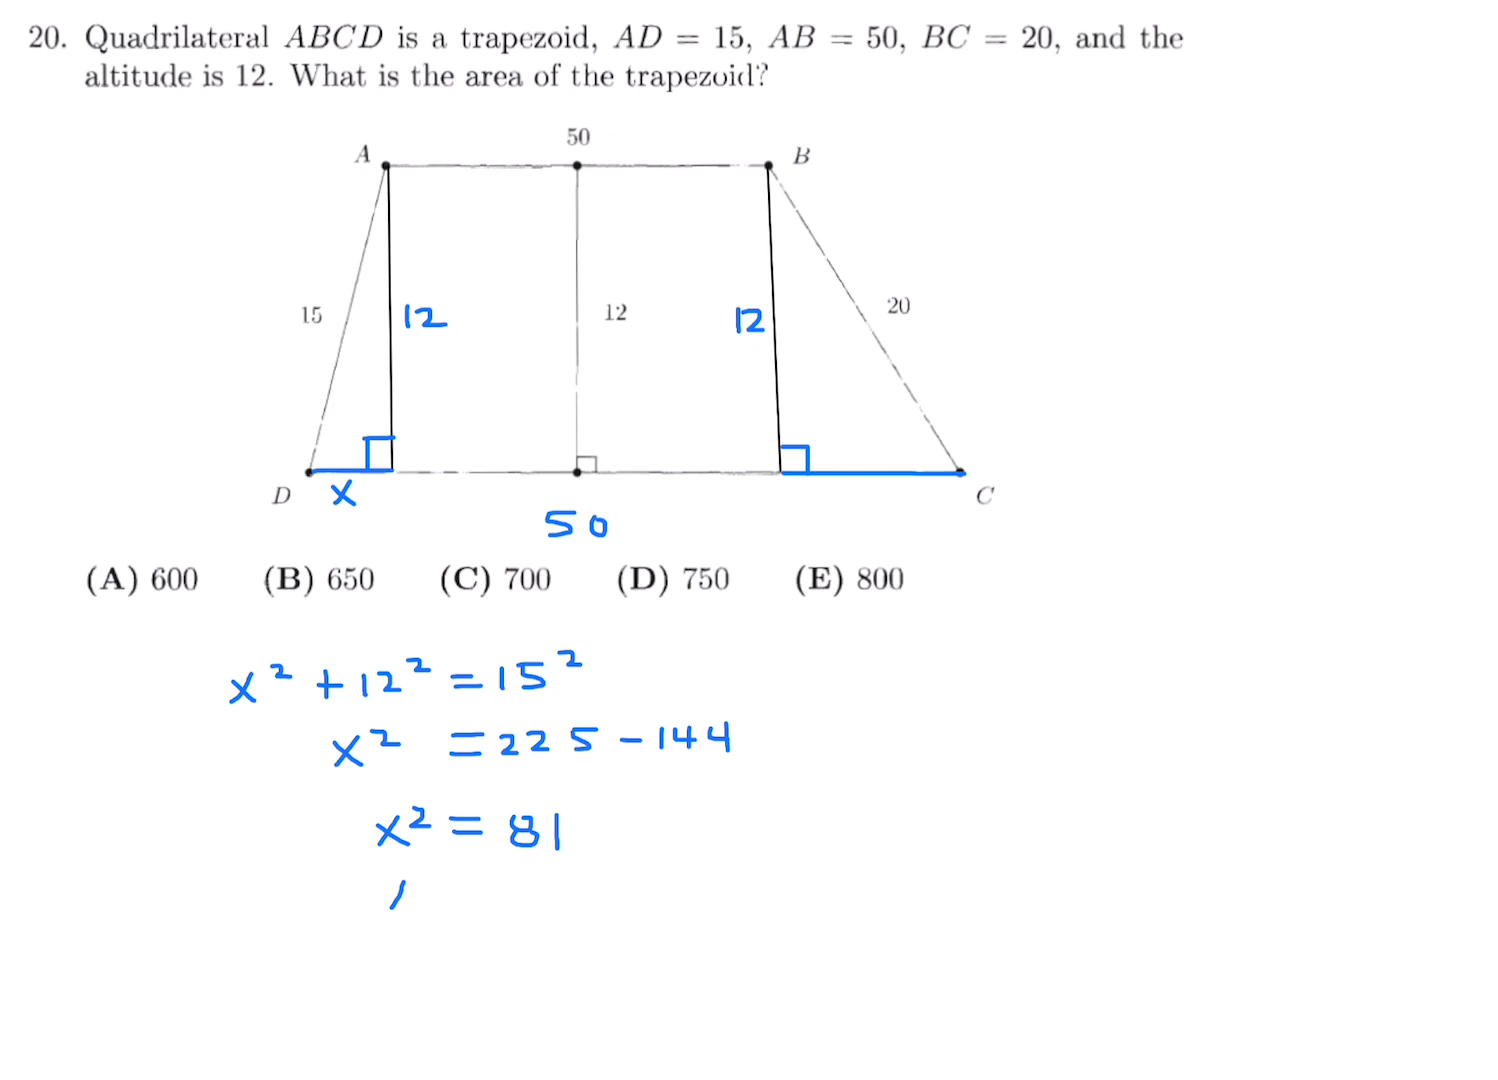 20. Quadrilateral ABCD is a trapezoid, AD = 15, AB = 50, BC = 20, and the
altitude is 12. What is the area of the trapezoid?
50
A
B
15
12
12
12
20
D
x
C
50
(A) 600 (B) 650 (C) 700 (D) 750 (E) 800
x² + 12² = 15²
x² = 225 - 144
x² = 81